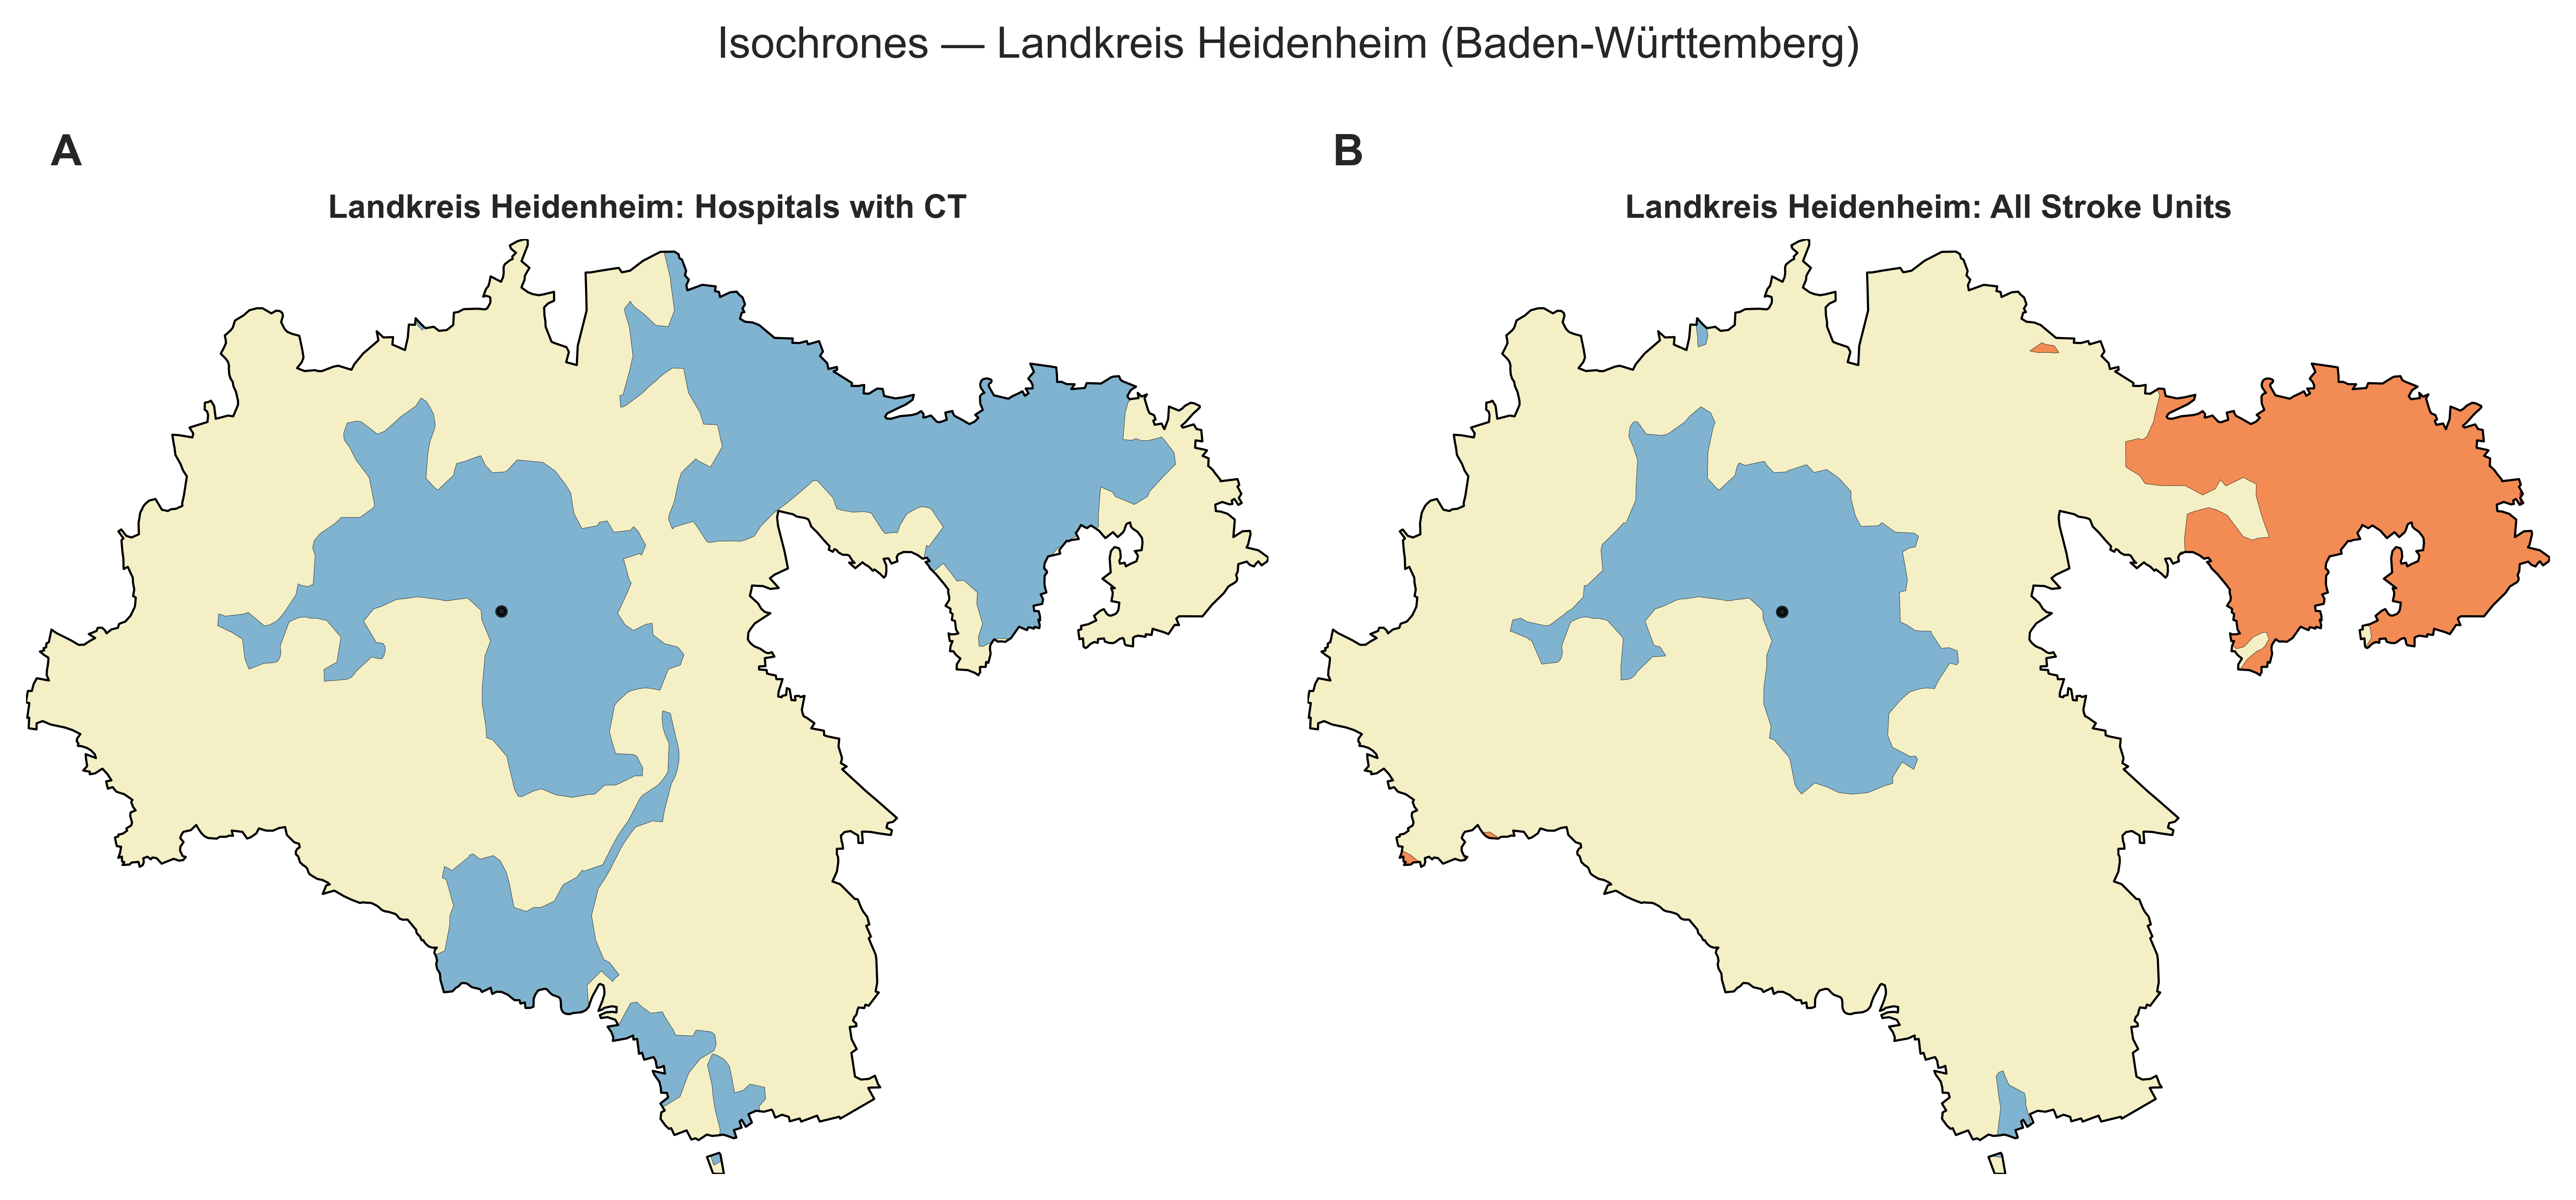 Isochrones — Landkreis Heidenheim (Baden-Württemberg)
A
B
Landkreis Heidenheim: Hospitals with CT
Landkreis Heidenheim: All Stroke Units